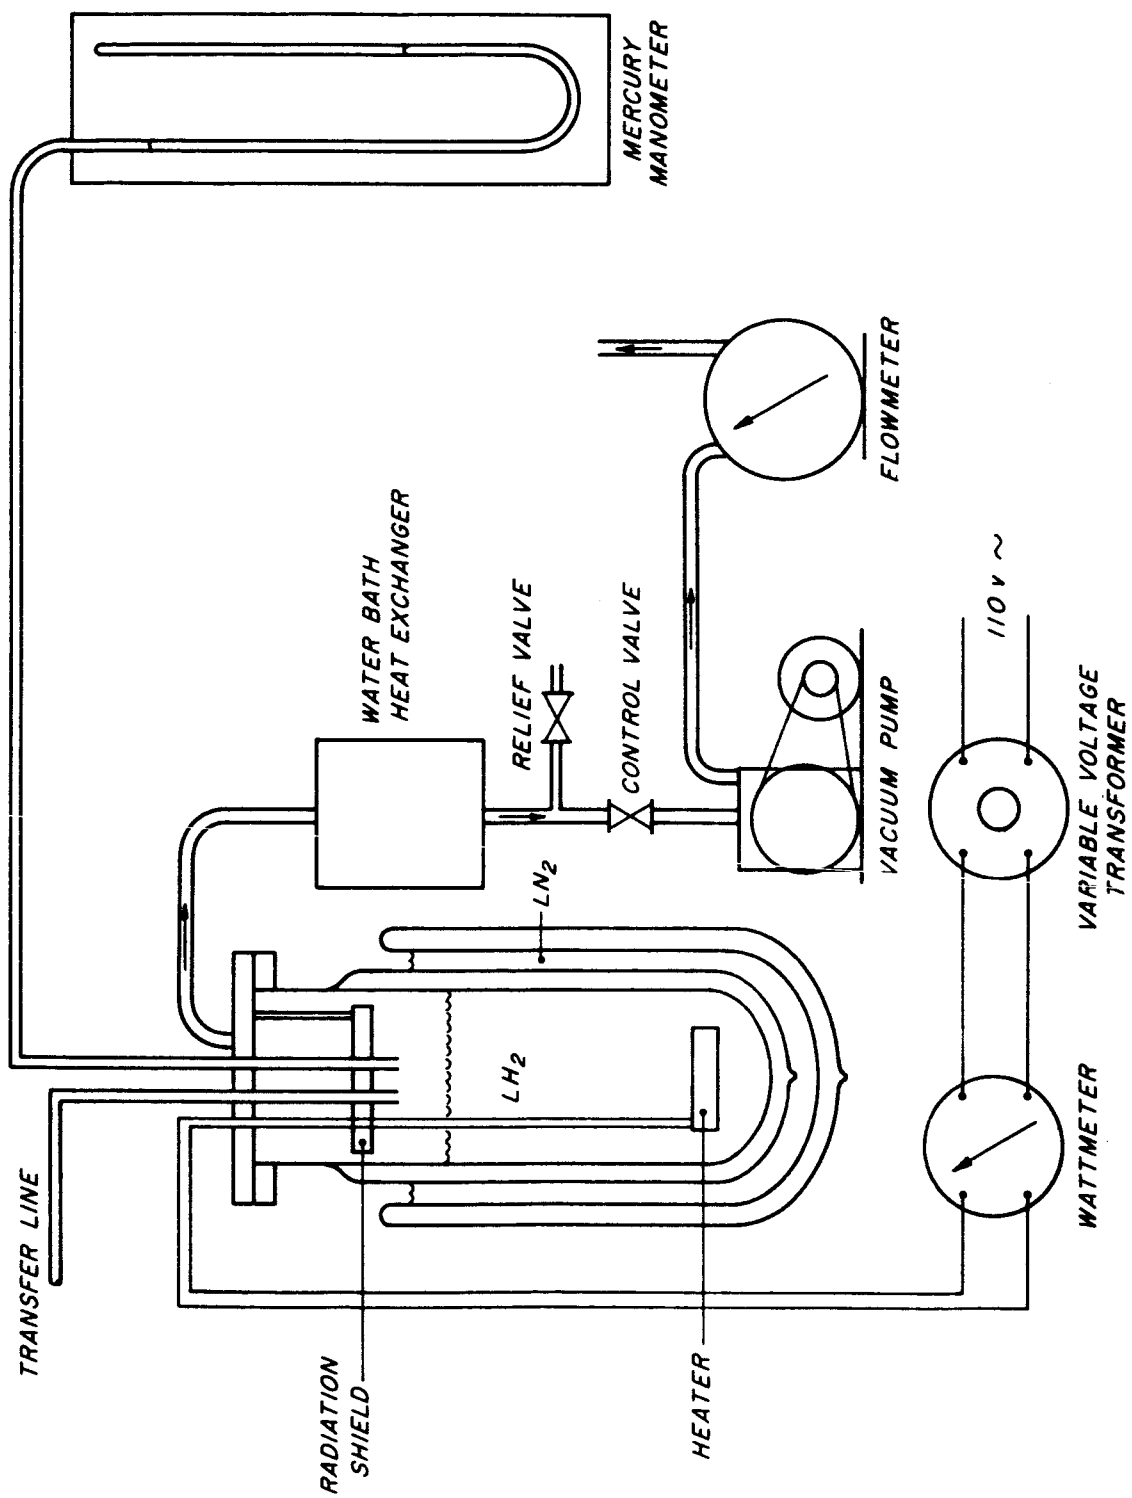 TRANSFER LINE
RADIATION
SHIELD
HEATER
LH2
LN2
WATER BATH
HEAT EXCHANGER
RELIEF VALVE
CONTROL VALVE
VACUUM PUMP
FLOWMETER
MERCURY
MANOMETER
WATTMETER
VARIABLE VOLTAGE
TRANSFORMER
110 V ~